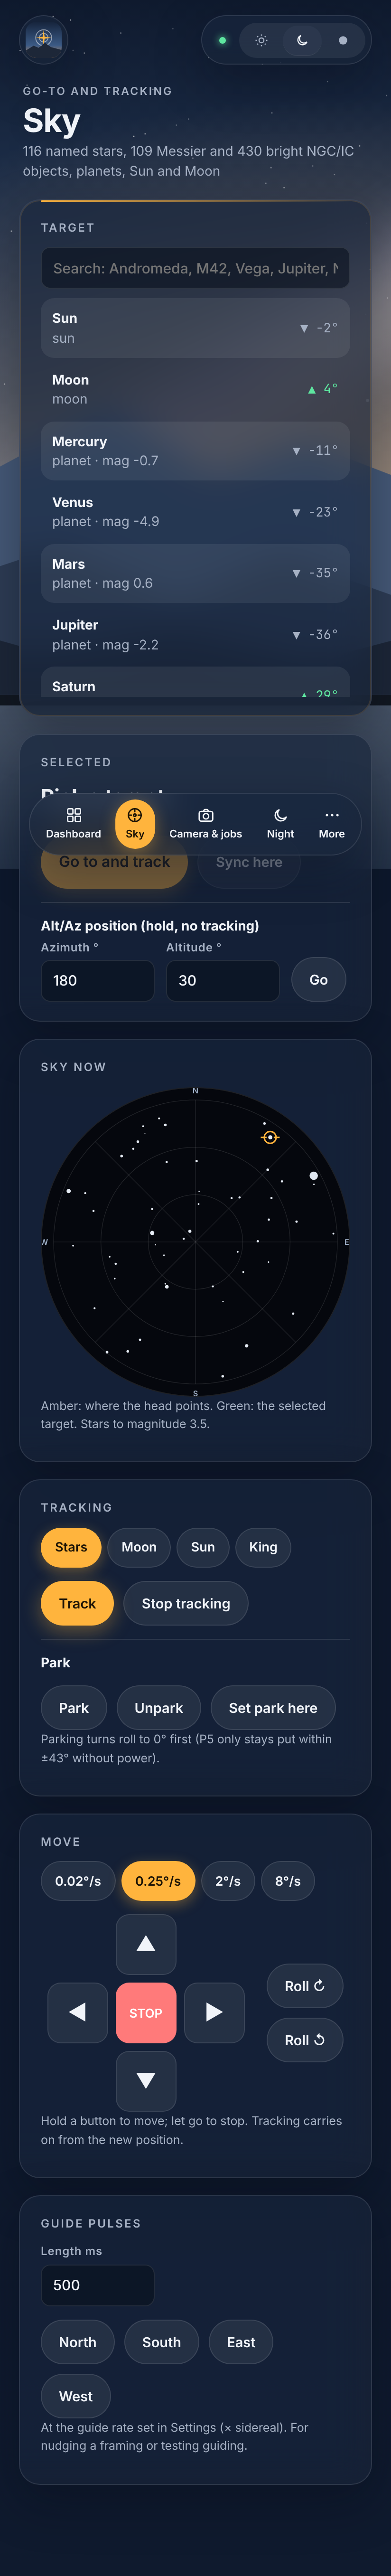 GO-TO AND TRACKING
Sky
116 named stars, 109 Messier and 430 bright NGC/IC
objects, planets, Sun and Moon
TARGET
Search: Andromeda, M42, Vega, Jupiter,
Sun
sun
▼ -2°
Moon
moon
▲ 4°
Mercury
planet · mag -0.7
▼ -11°
Venus
planet · mag -4.9
▼ -23°
Mars
planet · mag 0.6
▼ -35°
Jupiter
planet · mag -2.2
▼ -36°
Saturn
▲ 29°
SELECTED
Dashboard
Sky
Camera & jobs
Night
More
Go to and track
Sync here
Alt/Az position (hold, no tracking)
Azimuth °
Altitude °
180
30
Go
SKY NOW
N
W
E
S
Amber: where the head points. Green: the selected
target. Stars to magnitude 3.5.
TRACKING
Stars
Moon
Sun
King
Track
Stop tracking
Park
Park
Unpark
Set park here
Parking turns roll to 0° first (P5 only stays put within
±43° without power).
MOVE
0.02°/s
0.25°/s
2°/s
8°/s
STOP
Roll ↻
Roll ↺
Hold a button to move; let go to stop. Tracking carries
on from the new position.
GUIDE PULSES
Length ms
500
North
South
East
West
At the guide rate set in Settings (× sidereal). For
nudging a framing or testing guiding.